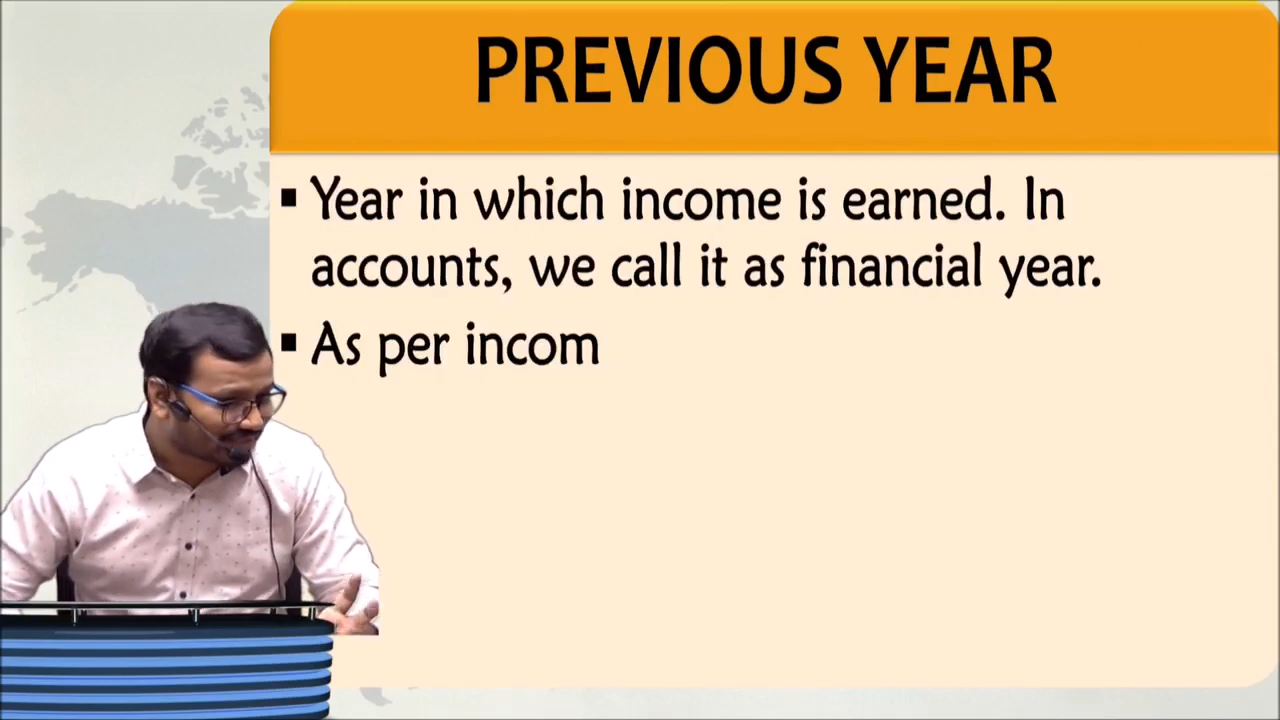 PREVIOUS YEAR
▪ Year in which income is earned. In
accounts, we call it as financial year.
▪ As per incom